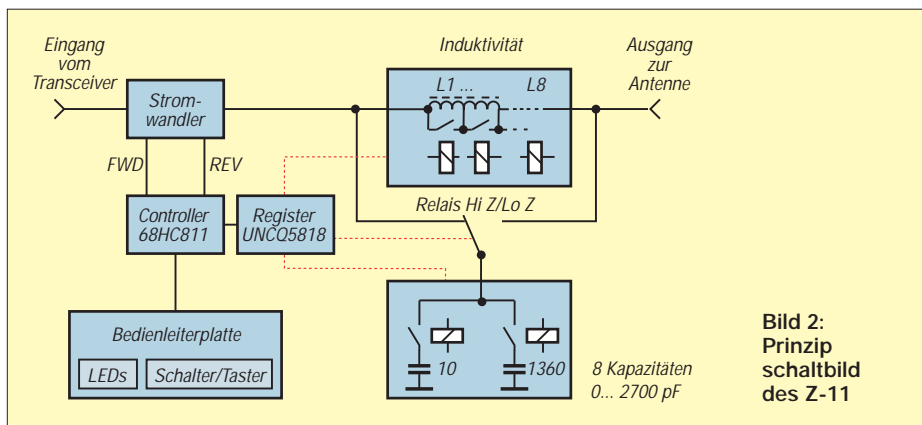 Eingang
vom
Transceiver
Strom-
wandler
FWD
REV
Controller
68HC811
Register
UNCQ5818
Bedienleiterplatte
LEDs
Schalter/Taster
Induktivität
L1 ...
L8
Ausgang
zur
Antenne
Relais Hi Z/Lo Z
10
1360
8 Kapazitäten
0... 2700 pF
Bild 2:
Prinzip
schaltbild
des Z-11